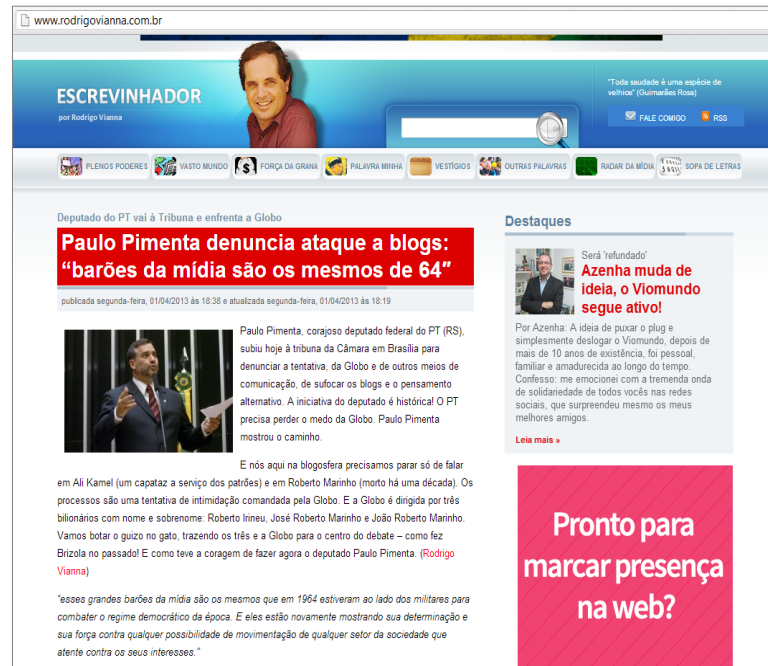 www.rodrigovianna.com.br
ESCREVINHADOR
por Rodrigo Vianna
"Toda saudade é uma espécie de
velhice" (Guimarães Rosa)
FALE COMIGO RSS
PLENOS PODERES VASTO MUNDO FORÇA DA GRANA PALAVRA MINHA VESTÍGIOS OUTRAS PALAVRAS RADAR DA MÍDIA SOPA DE LETRAS
Deputado do PT vai à Tribuna e enfrenta a Globo
Paulo Pimenta denuncia ataque a blogs:
“barões da mídia são os mesmos de 64″
publicada segunda-feira, 01/04/2013 às 18:38 e atualizada segunda-feira, 01/04/2013 às 18:19
Paulo Pimenta, corajoso deputado federal do PT (RS),
subiu hoje à tribuna da Câmara em Brasília para
denunciar a tentativa, da Globo e de outros meios de
comunicação, de sufocar os blogs e o pensamento
alternativo. A iniciativa do deputado é histórica! O PT
precisa perder o medo da Globo. Paulo Pimenta
mostrou o caminho.
E nós aqui na blogosfera precisamos parar só de falar
em Ali Kamel (um capataz a serviço dos patrões) e em Roberto Marinho (morto há uma década). Os
processos são uma tentativa de intimidação comandada pela Globo. E a Globo é dirigida por três
bilionários com nome e sobrenome: Roberto Irineu, José Roberto Marinho e João Roberto Marinho.
Vamos botar o guizo no gato, trazendo os três e a Globo para o centro do debate – como fez
Brizola no passado! E como teve a coragem de fazer agora o deputado Paulo Pimenta. (Rodrigo
Vianna)
“esses grandes barões da mídia são os mesmos que em 1964 estiveram ao lado dos militares para
combater o regime democrático da época. E eles estão novamente mostrando sua determinação e
sua força contra qualquer possibilidade de movimentação de qualquer setor da sociedade que
atente contra os seus interesses.”
Destaques
Será 'refundado'
Azenha muda de
ideia, o Viomundo
segue ativo!
Por Azenha: A ideia de puxar o plug e
simplesmente deslogar o Viomundo, depois de
mais de 10 anos de existência, foi pessoal,
familiar e amadurecida ao longo do tempo.
Confesso: me emocionei com a tremenda onda
de solidariedade de todos vocês nas redes
sociais, que surpreendeu mesmo os meus
melhores amigos.
Leia mais »
Pronto para
marcar presença
na web?